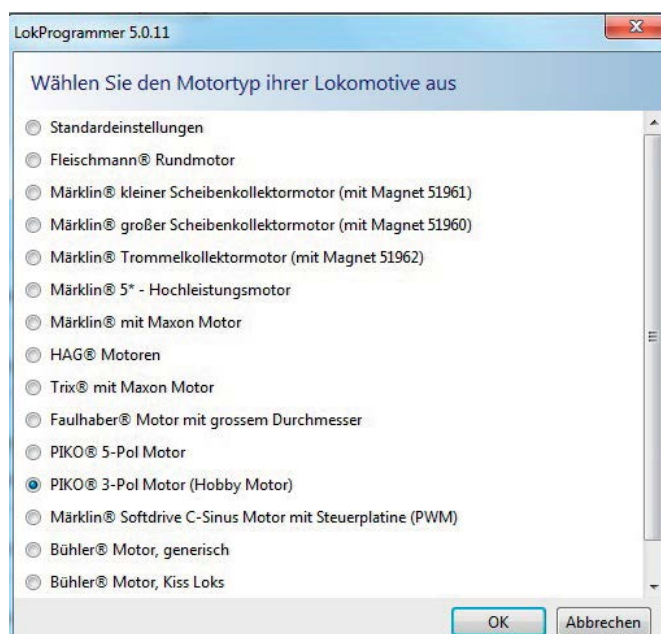 LokProgrammer 5.0.11
Wählen Sie den Motortyp ihrer Lokomotive aus
Standardeinstellungen
Fleischmann® Rundmotor
Märklin® kleiner Scheibenkollektormotor (mit Magnet 51961)
Märklin® großer Scheibenkollektormotor (mit Magnet 51960)
Märklin® Trommelkollektormotor (mit Magnet 51962)
Märklin® 5* - Hochleistungsmotor
Märklin® mit Maxon Motor
HAG® Motoren
Trix® mit Maxon Motor
Faulhaber® Motor mit grossem Durchmesser
PIKO® 5-Pol Motor
PIKO® 3-Pol Motor (Hobby Motor)
Märklin® Softdrive C-Sinus Motor mit Steuerplatine (PWM)
Bühler® Motor, generisch
Bühler® Motor, Kiss Loks
OK Abbrechen